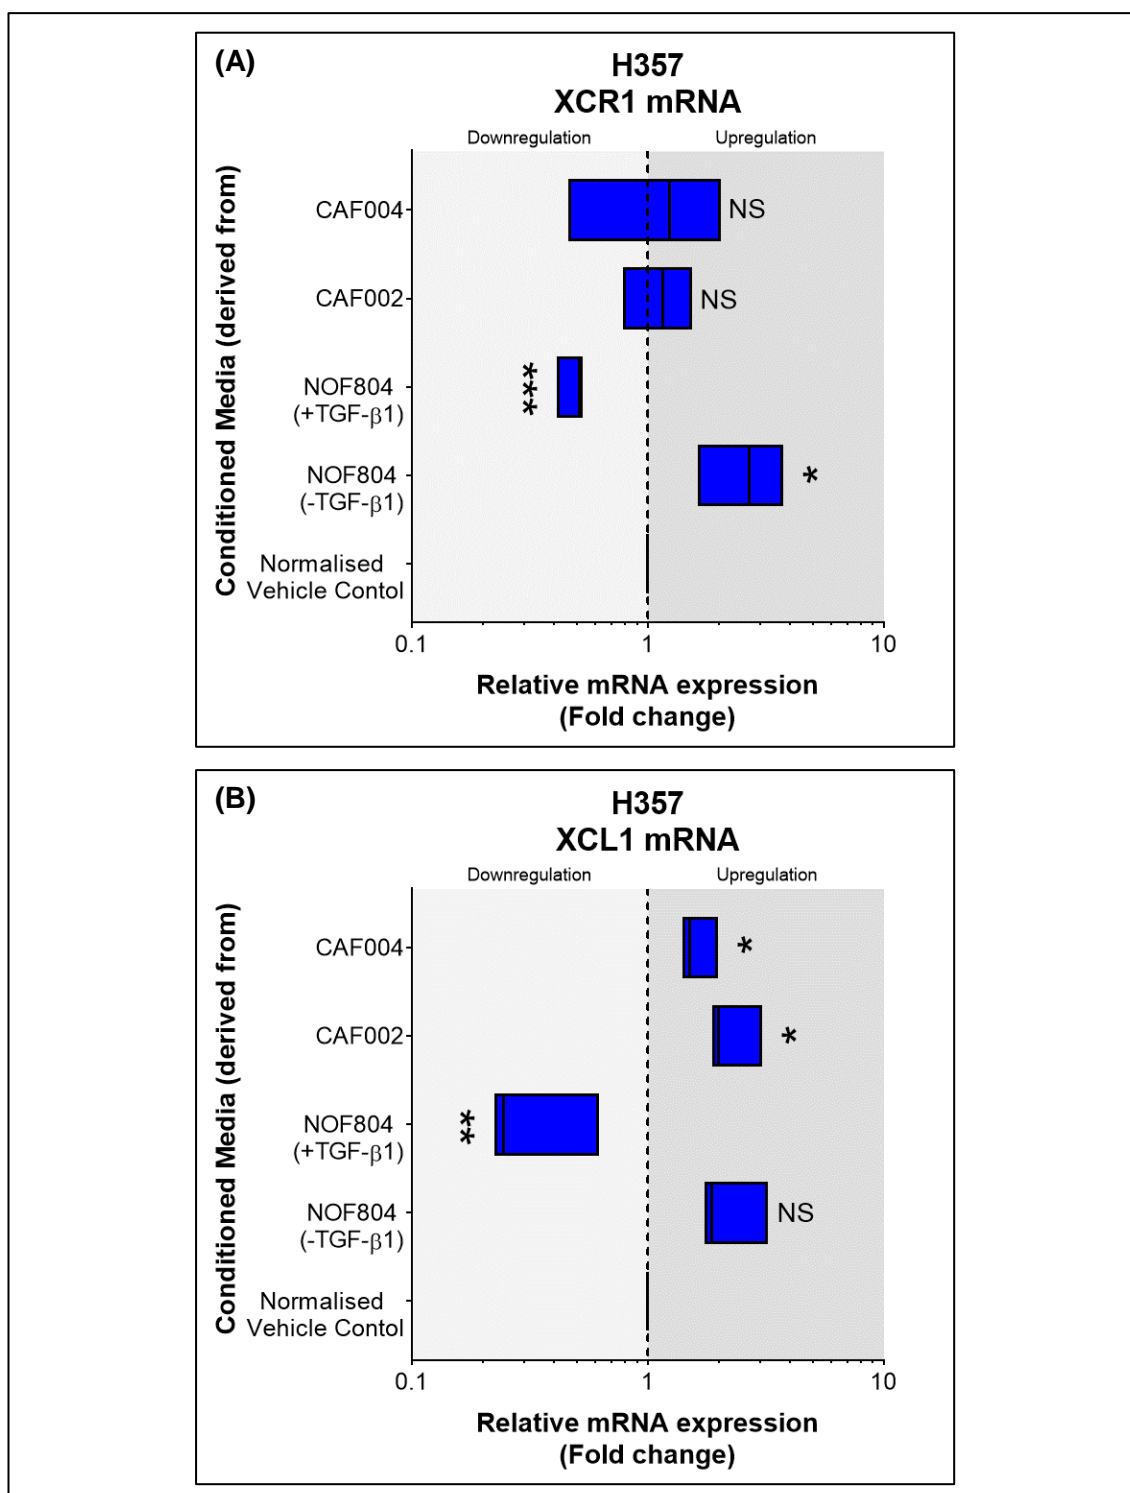 (A)
H357
XCR1 mRNA
Downregulation
Upregulation
Conditioned Media (derived from)
CAF004
NS
CAF002
NS
NOF804
(+TGF-β1)
***
NOF804
(-TGF-β1)
*
Normalised
Vehicle Contol
0.1
1
10
Relative mRNA expression
(Fold change)
(B)
H357
XCL1 mRNA
Downregulation
Upregulation
Conditioned Media (derived from)
CAF004
*
CAF002
*
NOF804
(+TGF-β1)
**
NOF804
(-TGF-β1)
NS
Normalised
Vehicle Contol
0.1
1
10
Relative mRNA expression
(Fold change)